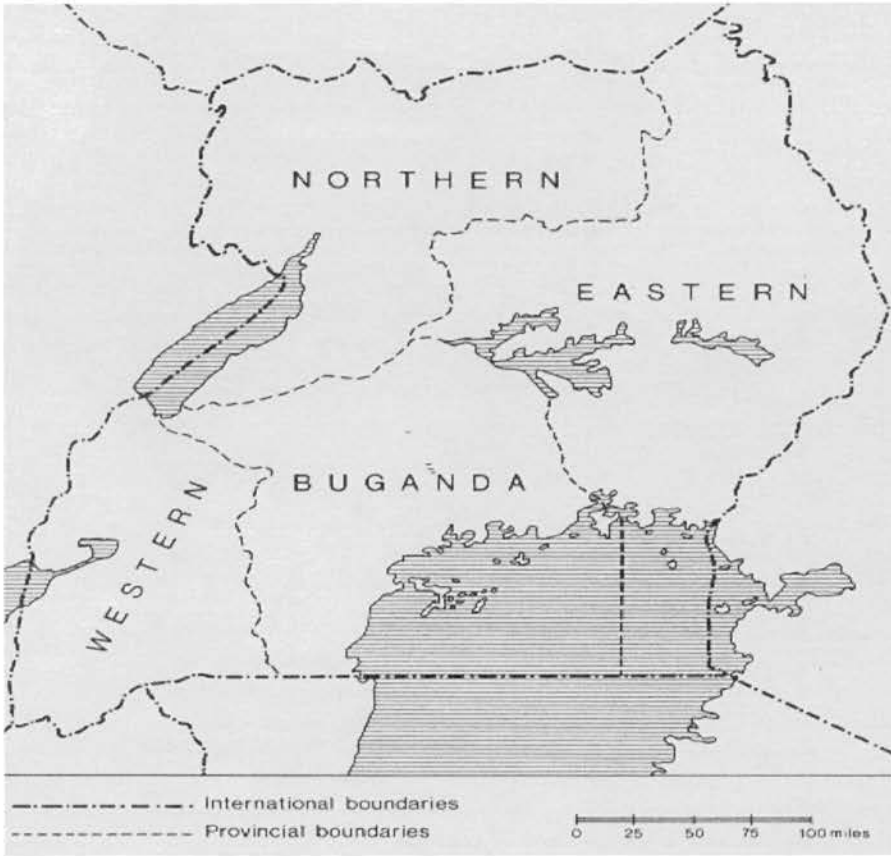 NORTHERN
EASTERN
BUGANDA
WESTERN
International boundaries
Provincial boundaries
0 25 50 75 100 miles